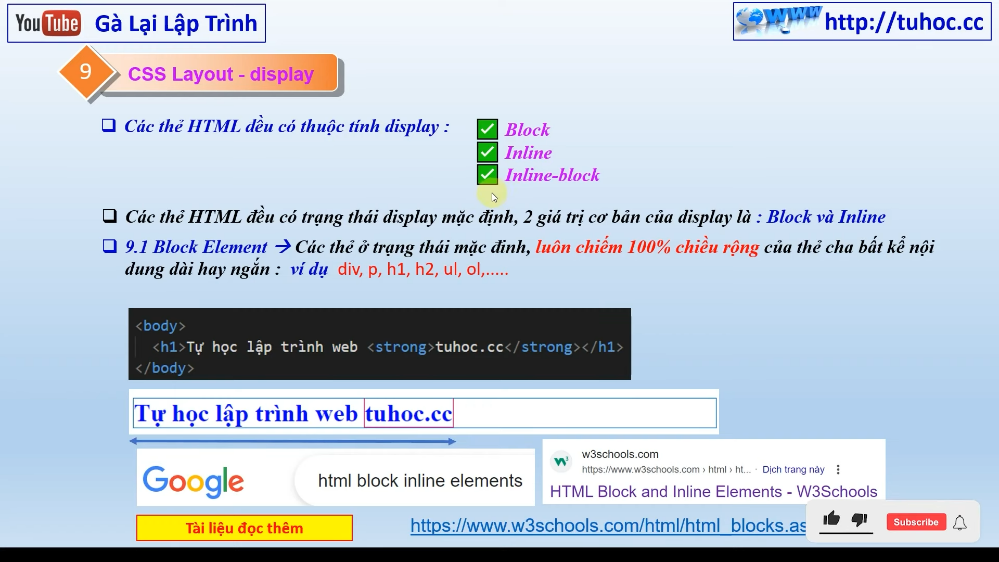 YouTube Gà Lại Lập Trình
WWW http://tuhoc.cc
9 CSS Layout - display
Các thẻ HTML đều có thuộc tính display :
Block
Inline
Inline-block
Các thẻ HTML đều có trạng thái display mặc định, 2 giá trị cơ bản của display là : Block và Inline
9.1 Block Element → Các thẻ ở trạng thái mặc đinh, luôn chiếm 100% chiều rộng của thẻ cha bất kể nội
dung dài hay ngắn : ví dụ div, p, h1, h2, ul, ol,.....
<body>
<h1>Tự học lập trình web <strong>tuhoc.cc</strong></h1>
</body>
Tự học lập trình web tuhoc.cc
Google html block inline elements
w3schools.com
https://www.w3schools.com › html › ht... · Dịch trang này
HTML Block and Inline Elements - W3Schools
Tài liệu đọc thêm
https://www.w3schools.com/html/html_blocks.as
Subscribe